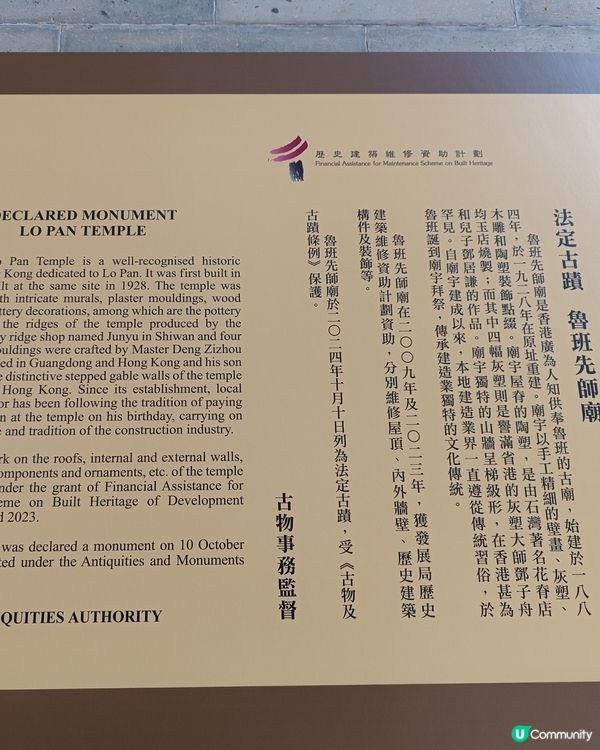 歷史建築維修資助計劃
Financial Assistance for Maintenance Scheme on Built Heritage
DECLARED MONUMENT
LO PAN TEMPLE
Pan Temple is a well-recognised historic
Kong dedicated to Lo Pan. It was first built in
ilt at the same site in 1928. The temple was
th intricate murals, plaster mouldings, wood
ttery decorations, among which are the pottery
the ridges of the temple produced by the
y ridge shop named Junyu in Shiwan and four
ouldings were crafted by Master Deng Zizhou
ed in Guangdong and Hong Kong and his son
e distinctive stepped gable walls of the temple
Hong Kong. Since its establishment, local
or has been following the tradition of paying
n at the temple on his birthday, carrying on
e and tradition of the construction industry.
rk on the roofs, internal and external walls,
omponents and ornaments, etc. of the temple
under the grant of Financial Assistance for
eme on Built Heritage of Development
d 2023.
was declared a monument on 10 October
ted under the Antiquities and Monuments
QUITIES AUTHORITY
法定古蹟 魯班先師廟
魯班先師廟是香港廣為人知供奉魯班的古廟，始建於一八八
四年，於一九二八年在原址重建。廟宇以手工精細的壁畫、灰塑、
木雕和陶塑裝飾點綴。廟宇屋脊的陶塑，是由石灣著名花脊店
均玉店燒製；而其中四幅灰塑則是譽滿省港的灰塑大師鄧子舟
和兒子鄧居謙的作品。廟宇獨特的山牆呈梯級形，在香港甚為
罕見。自廟宇建成以來，本地建造業界一直遵從傳統習俗，於
魯班誕到廟宇拜祭，傳承建造業獨特的文化傳統。
魯班先師廟在二〇〇九年及二〇二三年，獲發展局歷史
建築維修資助計劃資助，分別維修屋頂、內外牆壁、歷史建築
構件及裝飾等。
魯班先師廟於二〇二四年十月十日列為法定古蹟，受《古物及
古蹟條例》保護。
古物事務監督
U Community